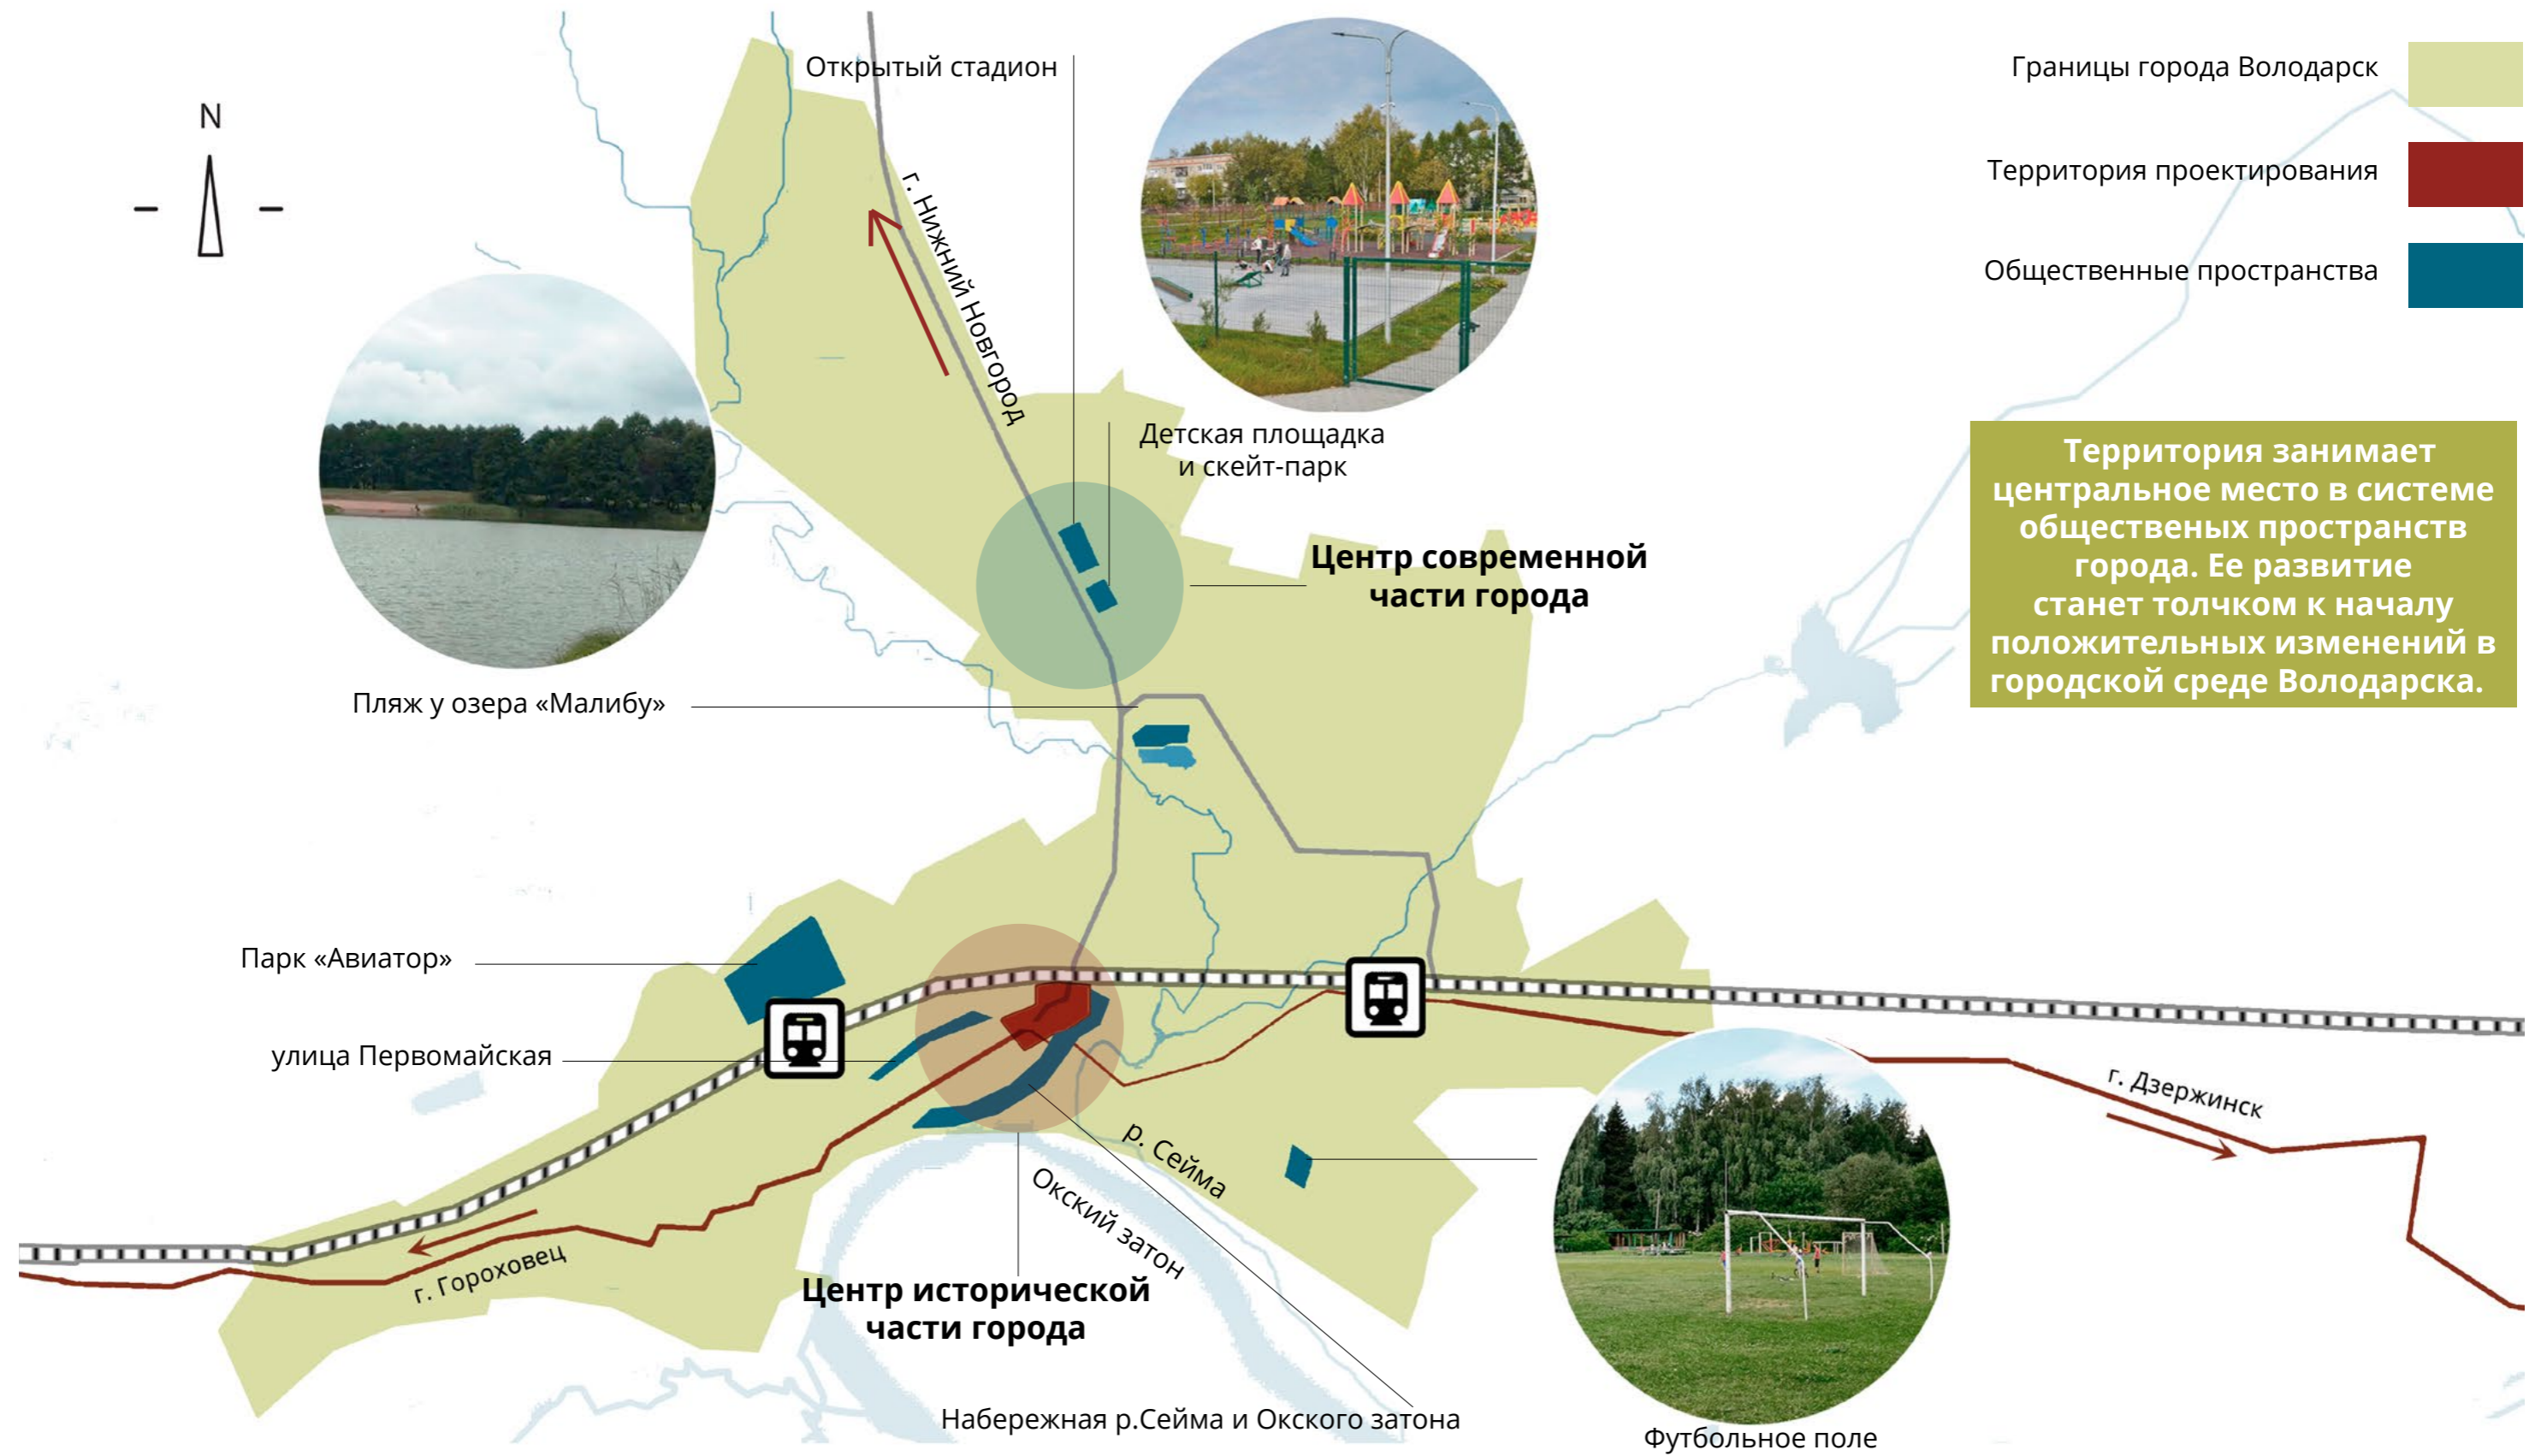 Открытый стадион
Границы города Володарск
N
Территория проектирования
г. Нижний Новгород
Общественные пространства
Детская площадка
и скейт-парк
Территория занимает
центральное место в системе
общественых пространств
города. Ее развитие
станет толчком к началу
положительных изменений в
городской среде Володарска.
Центр современной
части города
Пляж у озера «Малибу»
Парк «Авиатор»
улица Первомайская
г. Дзержинск
р. Сейма
Окский затон
г. Гороховец
Центр исторической
части города
Набережная р.Сейма и Окского затона
Футбольное поле